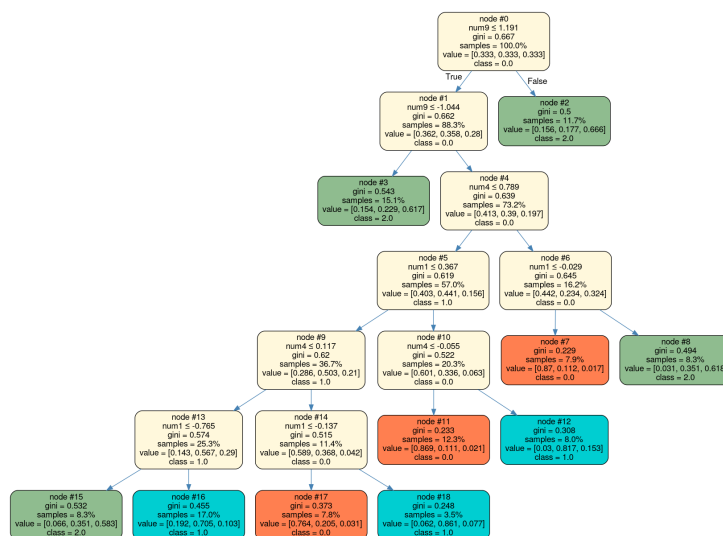 node #0
num9 ≤ 1.191
gini = 0.667
samples = 100.0%
value = [0.333, 0.333, 0.333]
class = 0.0
True
False
node #1
num9 ≤ -1.044
gini = 0.662
samples = 88.3%
value = [0.362, 0.358, 0.28]
class = 0.0
node #2
gini = 0.5
samples = 11.7%
value = [0.156, 0.177, 0.666]
class = 2.0
node #3
gini = 0.543
samples = 15.1%
value = [0.154, 0.229, 0.617]
class = 2.0
node #4
num4 ≤ 0.789
gini = 0.639
samples = 73.2%
value = [0.413, 0.39, 0.197]
class = 0.0
node #5
num1 ≤ 0.367
gini = 0.619
samples = 57.0%
value = [0.403, 0.441, 0.156]
class = 1.0
node #6
num1 ≤ -0.029
gini = 0.645
samples = 16.2%
value = [0.442, 0.234, 0.324]
class = 0.0
node #9
num4 ≤ 0.117
gini = 0.62
samples = 36.7%
value = [0.286, 0.503, 0.21]
class = 1.0
node #10
num4 ≤ -0.055
gini = 0.522
samples = 20.3%
value = [0.601, 0.336, 0.063]
class = 0.0
node #7
gini = 0.229
samples = 7.9%
value = [0.87, 0.112, 0.017]
class = 0.0
node #8
gini = 0.494
samples = 8.3%
value = [0.031, 0.351, 0.618
class = 2.0
node #13
num1 ≤ -0.765
gini = 0.574
samples = 25.3%
value = [0.143, 0.567, 0.29]
class = 1.0
node #14
num1 ≤ -0.137
gini = 0.515
samples = 11.4%
value = [0.589, 0.368, 0.042]
class = 0.0
node #11
gini = 0.233
samples = 12.3%
value = [0.869, 0.111, 0.021]
class = 0.0
node #12
gini = 0.308
samples = 8.0%
value = [0.03, 0.817, 0.153]
class = 1.0
node #15
gini = 0.532
samples = 8.3%
value = [0.066, 0.351, 0.583]
class = 2.0
node #16
gini = 0.455
samples = 17.0%
value = [0.192, 0.705, 0.103]
class = 1.0
node #17
gini = 0.373
samples = 7.8%
value = [0.764, 0.205, 0.031]
class = 0.0
node #18
gini = 0.248
samples = 3.5%
value = [0.062, 0.861, 0.077]
class = 1.0